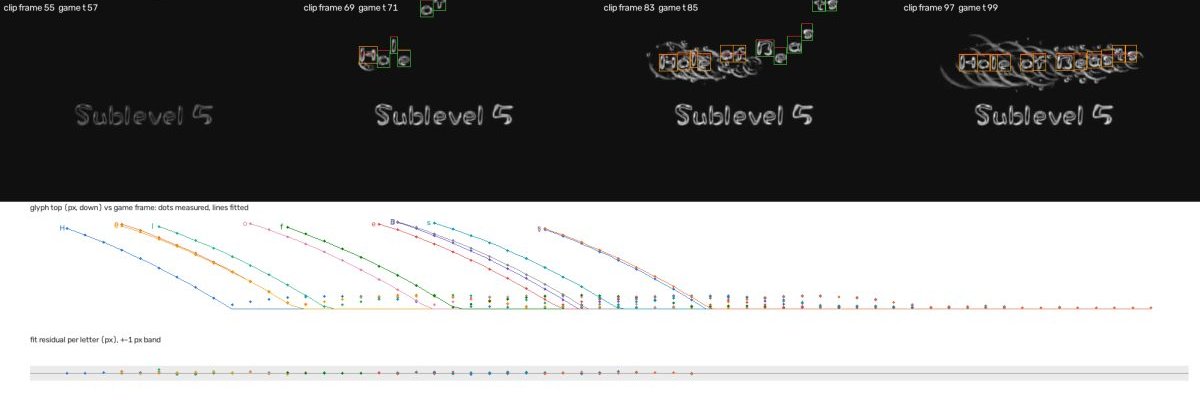 clip frame 55 game t 57
clip frame 69 game t 71
clip frame 83 game t 85
clip frame 97 game t 99
Hole of Beasts
Sublevel 5
Sublevel 5
Sublevel 5
Sublevel 5
glyph top (px, down) vs game frame: dots measured, lines fitted
fit residual per letter (px), +-1 px band